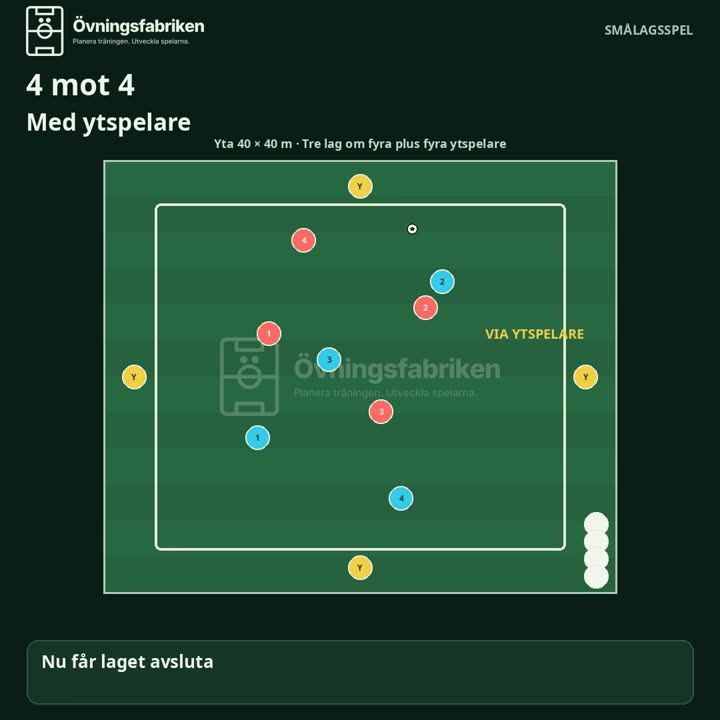 Övningsfabriken
Planera träningen. Utveckla spelarna.
SMÅLAGSSPEL
4 mot 4
Med ytspelare
Yta 40 × 40 m · Tre lag om fyra plus fyra ytspelare
Y
4
2
2
VIA YTSPELARE
1
3
Övningsfabriken
Planera träningen. Utveckla spelarna.
Y
Y
3
1
4
Y
Nu får laget avsluta